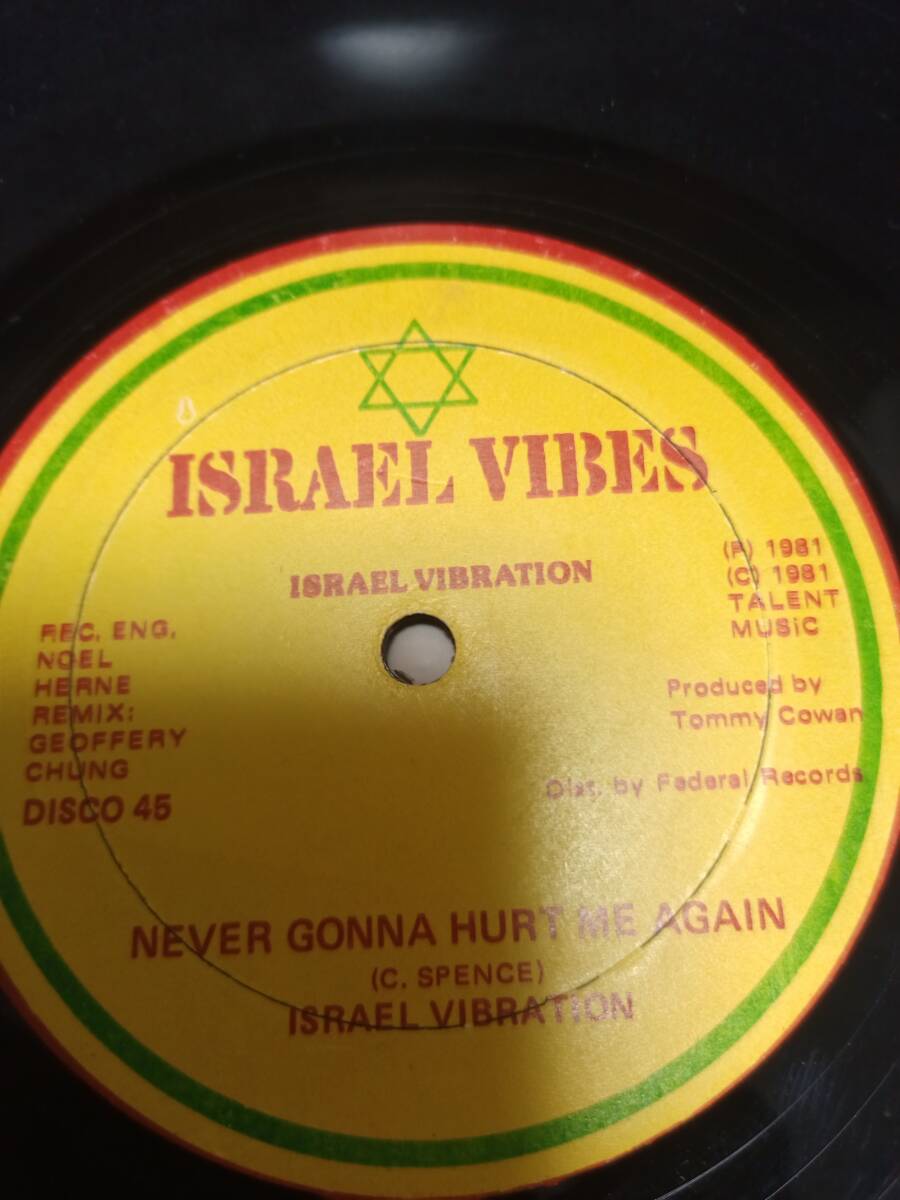 ISRAEL VIBES
ISRAEL VIBRATION
(P) 1981
(C) 1981
TALENT
MUSiC
REC. ENG.
NOEL
HERNE
REMIX:
GEOFFERY
CHUNG
DISCO 45
Produced by
Tommy Cowan
Dist. by Federal Records
NEVER GONNA HURT ME AGAIN
(C. SPENCE)
ISRAEL VIBRATION